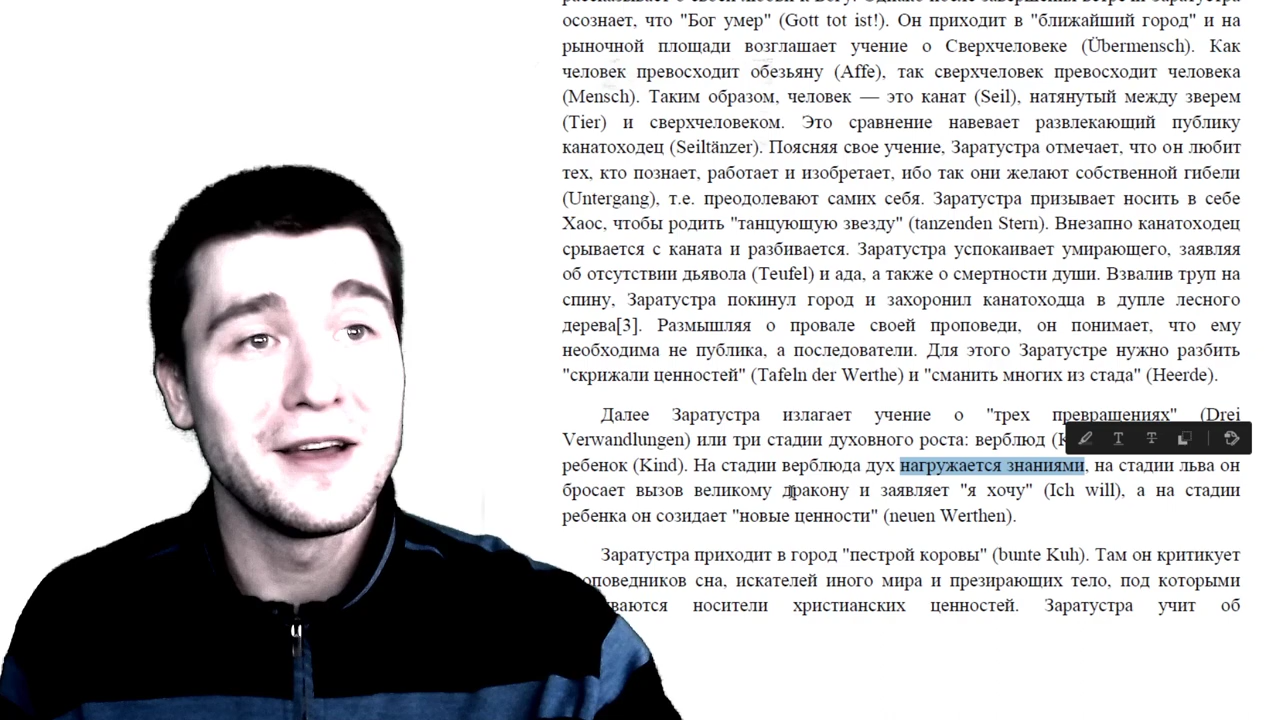 осознает, что "Бог умер" (Gott tot ist!). Он приходит в "ближайший город" и на
рыночной площади возглашает учение о Сверхчеловеке (Übermensch). Как
человек превосходит обезьяну (Affe), так сверхчеловек превосходит человека
(Mensch). Таким образом, человек — это канат (Seil), натянутый между зверем
(Tier) и сверхчеловеком. Это сравнение навевает развлекающий публику
канатоходец (Seiltänzer). Поясняя свое учение, Заратустра отмечает, что он любит
тех, кто познает, работает и изобретает, ибо так они желают собственной гибели
(Untergang), т.е. преодолевают самих себя. Заратустра призывает носить в себе
Хаос, чтобы родить "танцующую звезду" (tanzenden Stern). Внезапно канатоходец
срывается с каната и разбивается. Заратустра успокаивает умирающего, заявляя
об отсутствии дьявола (Teufel) и ада, а также о смертности души. Взвалив труп на
спину, Заратустра покинул город и захоронил канатоходца в дупле лесного
дерева[3]. Размышляя о провале своей проповеди, он понимает, что ему
необходима не публика, а последователи. Для этого Заратустре нужно разбить
"скрижали ценностей" (Tafeln der Werthe) и "сманить многих из стада" (Heerde).
Далее Заратустра излагает учение о "трех превращениях" (Drei
Verwandlungen) или три стадии духовного роста: верблюд
ребенок (Kind). На стадии верблюда дух нагружается знаниями, на стадии льва он
бросает вызов великому дракону и заявляет "я хочу" (Ich will), а на стадии
ребенка он созидает "новые ценности" (neuen Werthen).
Заратустра приходит в город "пестрой коровы" (bunte Kuh). Там он критикует
сна, искателей иного мира и презирающих тело, под которыми
носители христианских ценностей. Заратустра учит об